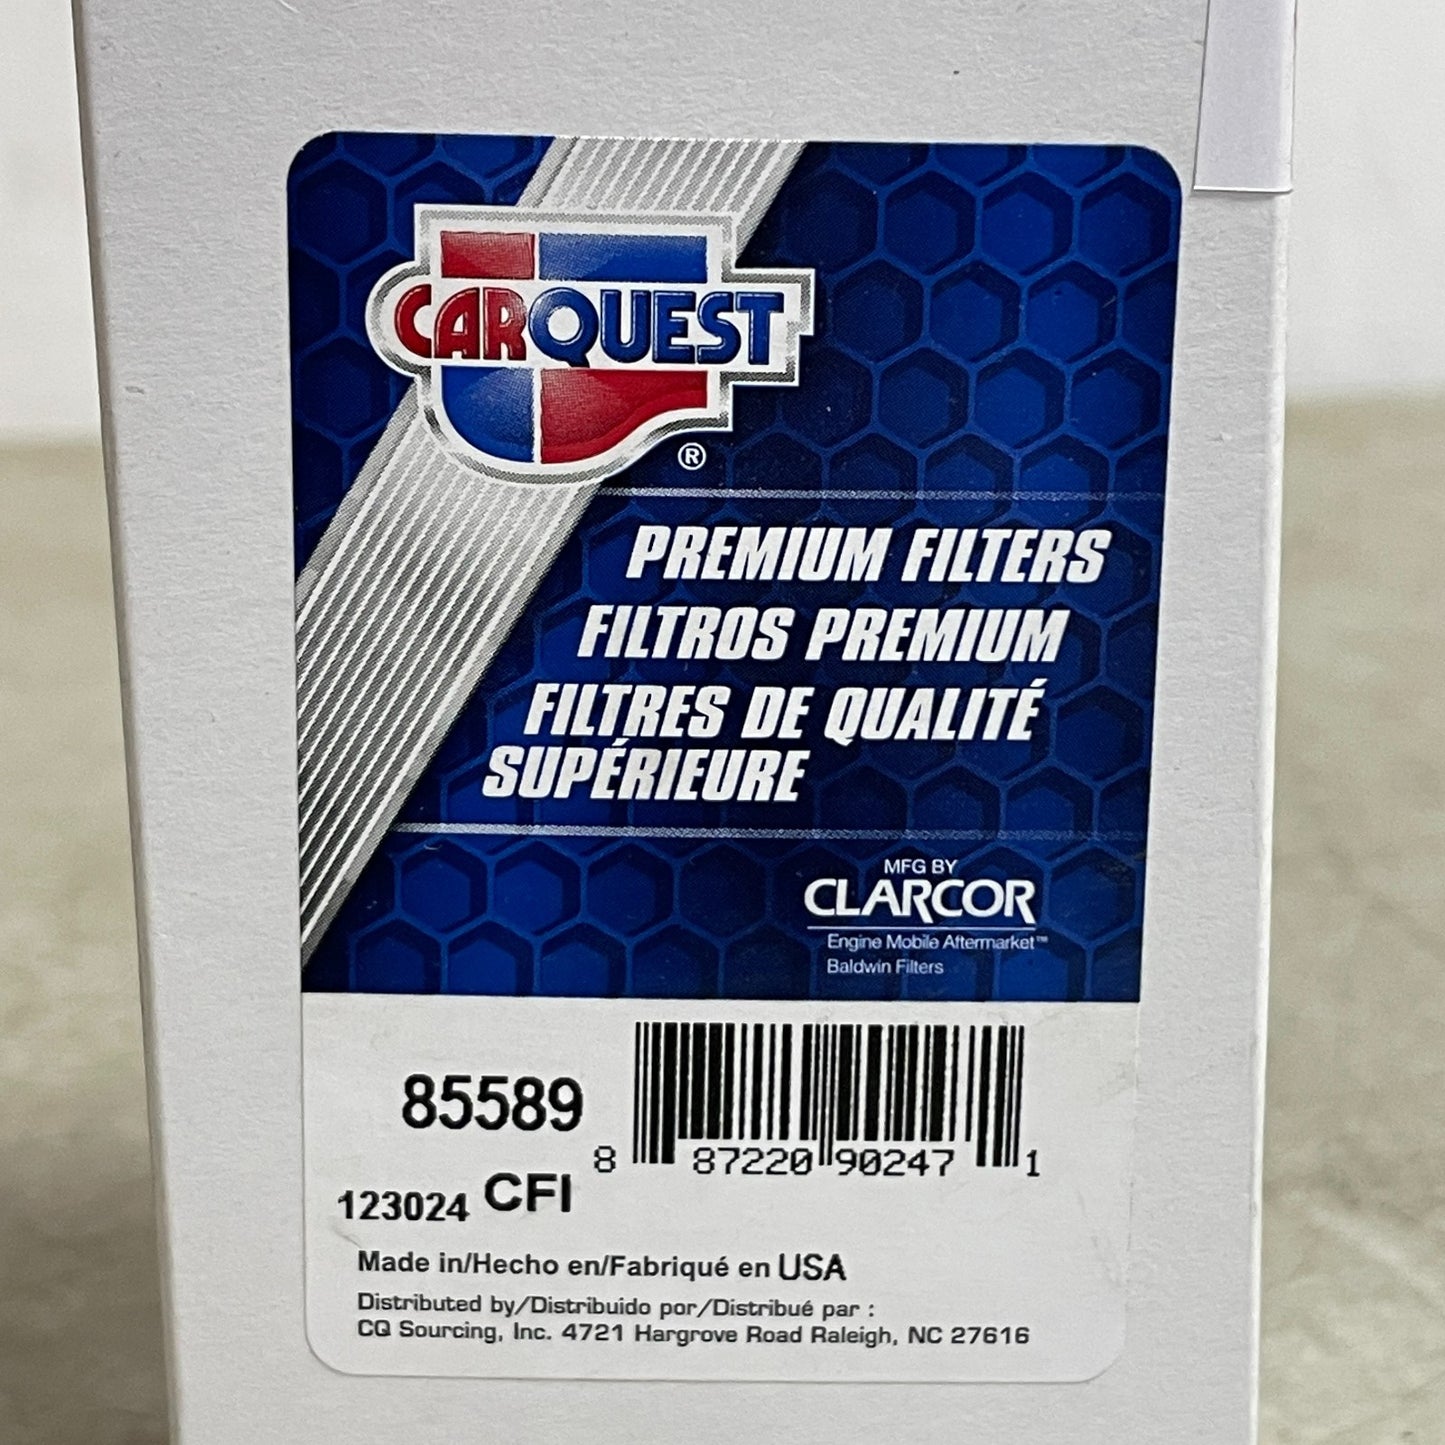 CARQUEST
®
PREMIUM FILTERS
FILTROS PREMIUM
FILTRES DE QUALITÉ
SUPÉRIEURE
MFG BY
CLARCOR
Engine Mobile Aftermarket™
Baldwin Filters
85589
8 87220 90247 1
123024 CFI
Made in/Hecho en/Fabriqué en USA
Distributed by/Distribuido por/Distribué par :
CQ Sourcing, Inc. 4721 Hargrove Road Raleigh, NC 27616